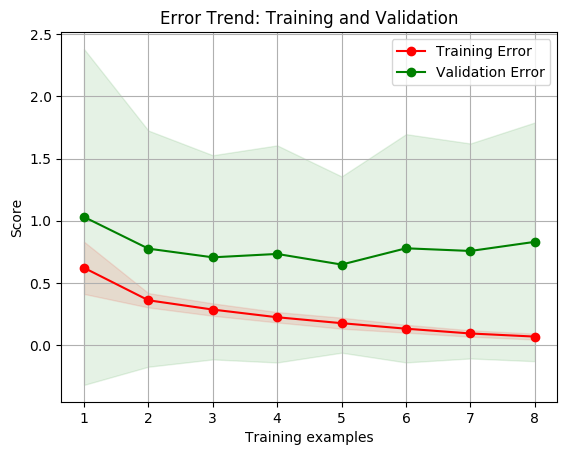 Error Trend: Training and Validation
Training Error
Validation Error
Score
2.5
2.0
1.5
1.0
0.5
0.0
1 2 3 4 5 6 7 8
Training examples